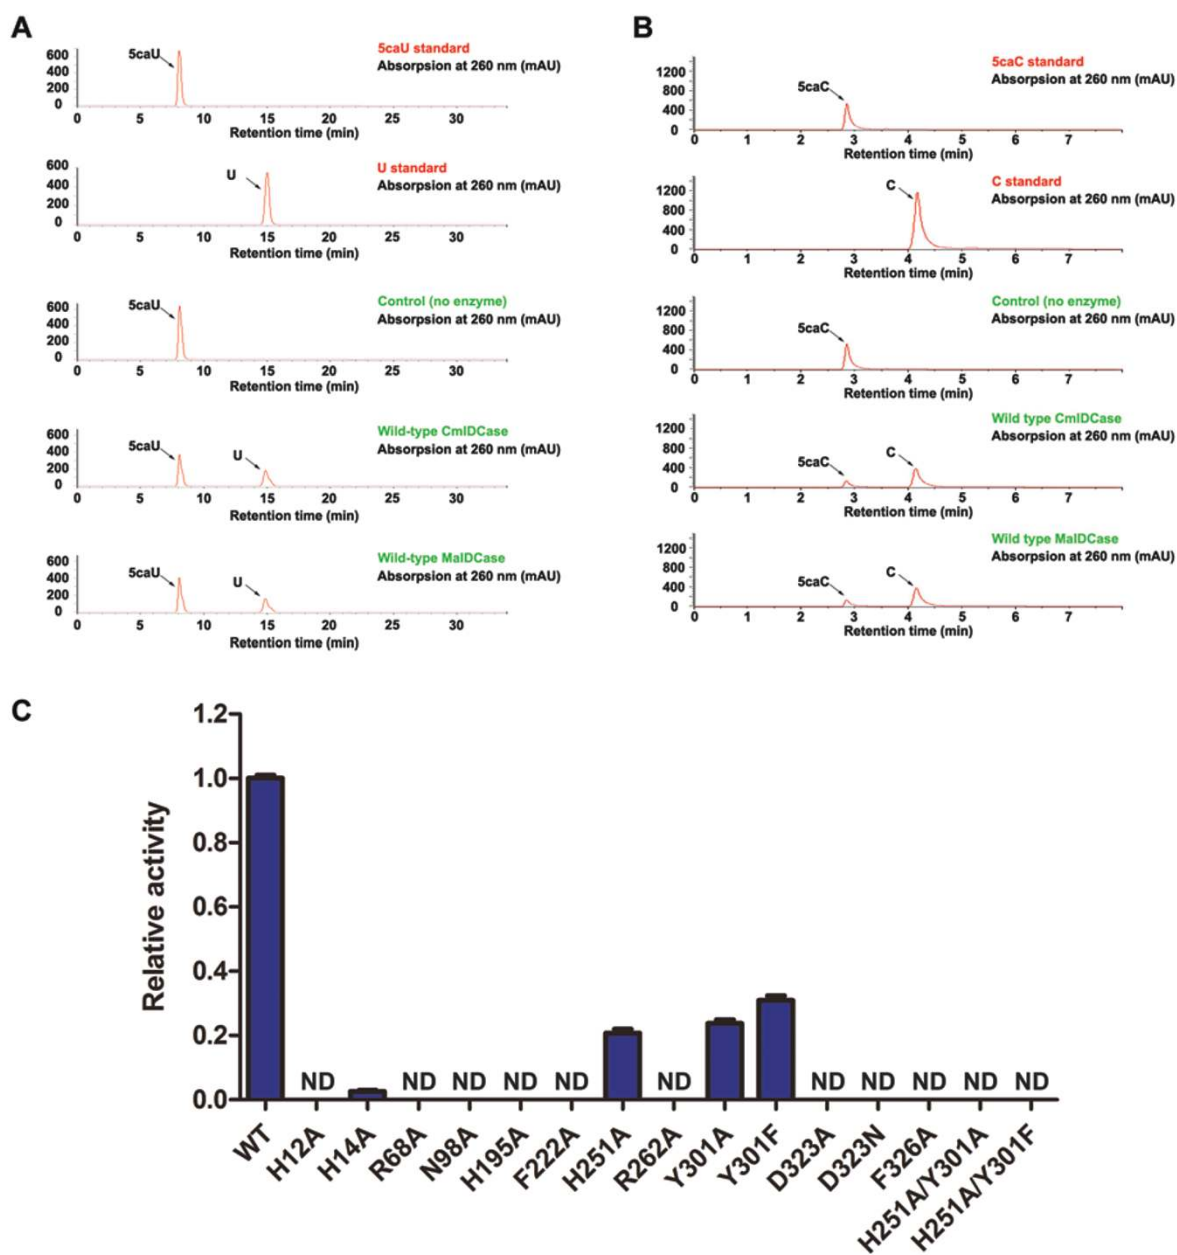 A
5caU standard
Absorpsion at 260 nm (mAU)
5caU
600
400
200
0
0 5 10 15 20 25 30
Retention time (min)
U standard
Absorpsion at 260 nm (mAU)
U
600
400
200
0
0 5 10 15 20 25 30
Retention time (min)
Control (no enzyme)
Absorpsion at 260 nm (mAU)
5caU
600
400
200
0
0 5 10 15 20 25 30
Retention time (min)
Wild-type CmIDCase
Absorpsion at 260 nm (mAU)
5caU
U
600
400
200
0
0 5 10 15 20 25 30
Retention time (min)
Wild-type MaIDCase
Absorpsion at 260 nm (mAU)
5caU
U
600
400
200
0
0 5 10 15 20 25 30
Retention time (min)
B
5caC standard
Absorpsion at 260 nm (mAU)
5caC
1200
800
400
0
0 1 2 3 4 5 6 7
Retention time (min)
C standard
Absorpsion at 260 nm (mAU)
C
1200
800
400
0
0 1 2 3 4 5 6 7
Retention time (min)
Control (no enzyme)
Absorpsion at 260 nm (mAU)
5caC
1200
800
400
0
0 1 2 3 4 5 6 7
Retention time (min)
Wild type CmIDCase
Absorpsion at 260 nm (mAU)
5caC
C
1200
800
400
0
0 1 2 3 4 5 6 7
Retention time (min)
Wild type MaIDCase
Absorpsion at 260 nm (mAU)
5caC
C
1200
800
400
0
0 1 2 3 4 5 6 7
Retention time (min)
C
Relative activity
1.2
1.0
0.8
0.6
0.4
0.2
0.0
ND ND ND ND ND ND ND ND ND ND ND
WT H12A H14A R68A N98A H195A F222A H251A R262A Y301A Y301F D323A D323N F326A H251A/Y301A H251A/Y301F